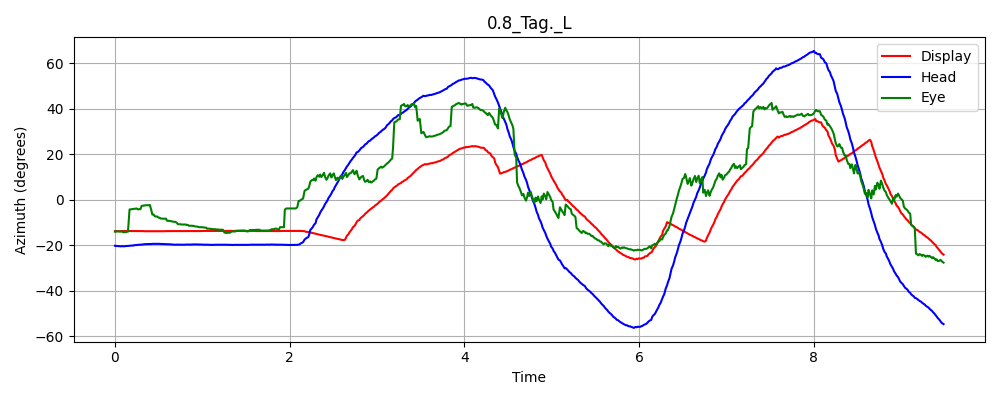 0.8_Tag._L
Azimuth (degrees)
60
40
20
0
−20
−40
−60
Display
Head
Eye
0 2 4 6 8
Time